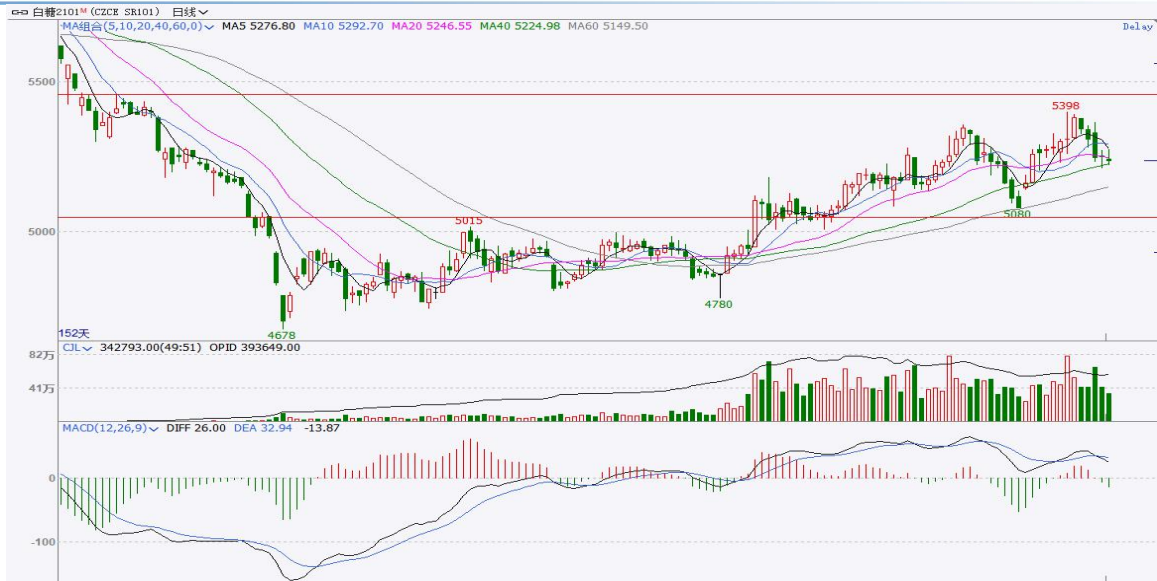 白糖2101ᴹ (CZCE SR101) 日线
MA组合(5,10,20,40,60,0) MA5 5276.80 MA10 5292.70 MA20 5246.55 MA40 5224.98 MA60 5149.50 Delay
5500
5398
5080
5015
5000
4780
4678
152天
CJL 342793.00(49:51) OPID 393649.00
82万
41万
MACD(12,26,9) DIFF 26.00 DEA 32.94 -13.87
0
-100